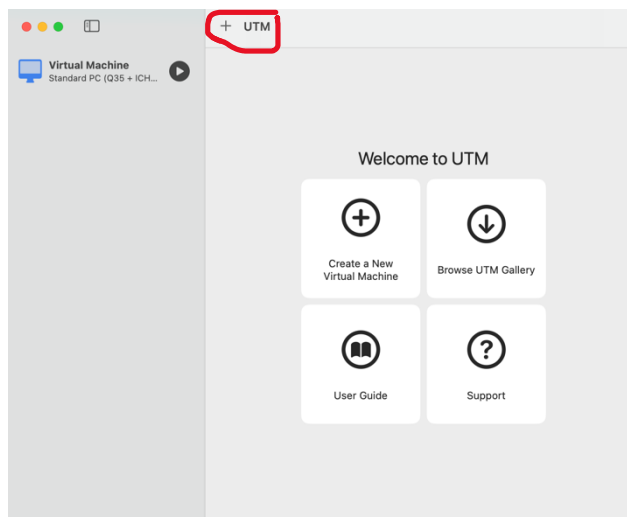 + UTM
Virtual Machine
Standard PC (Q35 + ICH...
Welcome to UTM
Create a New
Virtual Machine
Browse UTM Gallery
User Guide
Support